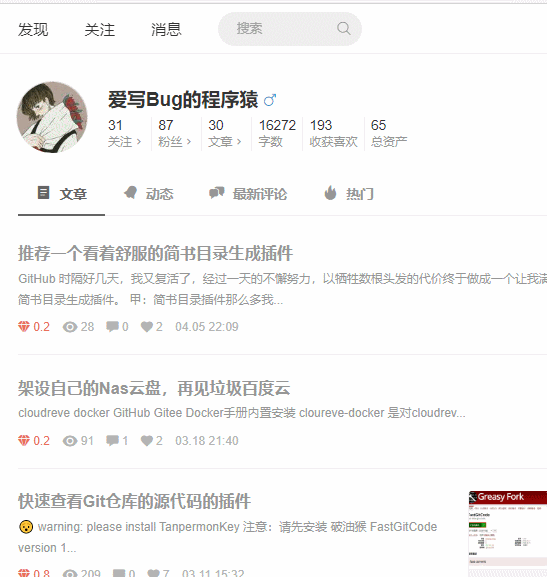 发现 关注 消息 搜索
爱写Bug的程序猿 ♂
31 87 30 16272 193 65
关注 > 粉丝 > 文章 > 字数 收获喜欢 总资产
文章 动态 最新评论 热门
推荐一个看着舒服的简书目录生成插件
GitHub 时隔好几天，我又复活了，经过一天的不懈努力，以牺牲数根头发的代价终于做成一个让我满
简书目录生成插件。 甲：简书目录插件那么多我...
0.2 28 0 2 04.05 22:09
架设自己的Nas云盘，再见垃圾百度云
cloudreve docker GitHub Gitee Docker手册内置安装 cloureve-docker 是对cloudrev...
0.2 91 1 2 03.18 21:40
快速查看Git仓库的源代码的插件
Greasy Fork
😧 warning: please install TanpermonKey 注意：请先安装 破油猴 FastGitCode
FastGitCode
version 1...
0.8 209 0 7 03.11 15:32